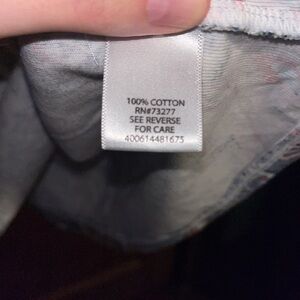 100% COTTON
RN#73277
SEE REVERSE
FOR CARE
400614481675